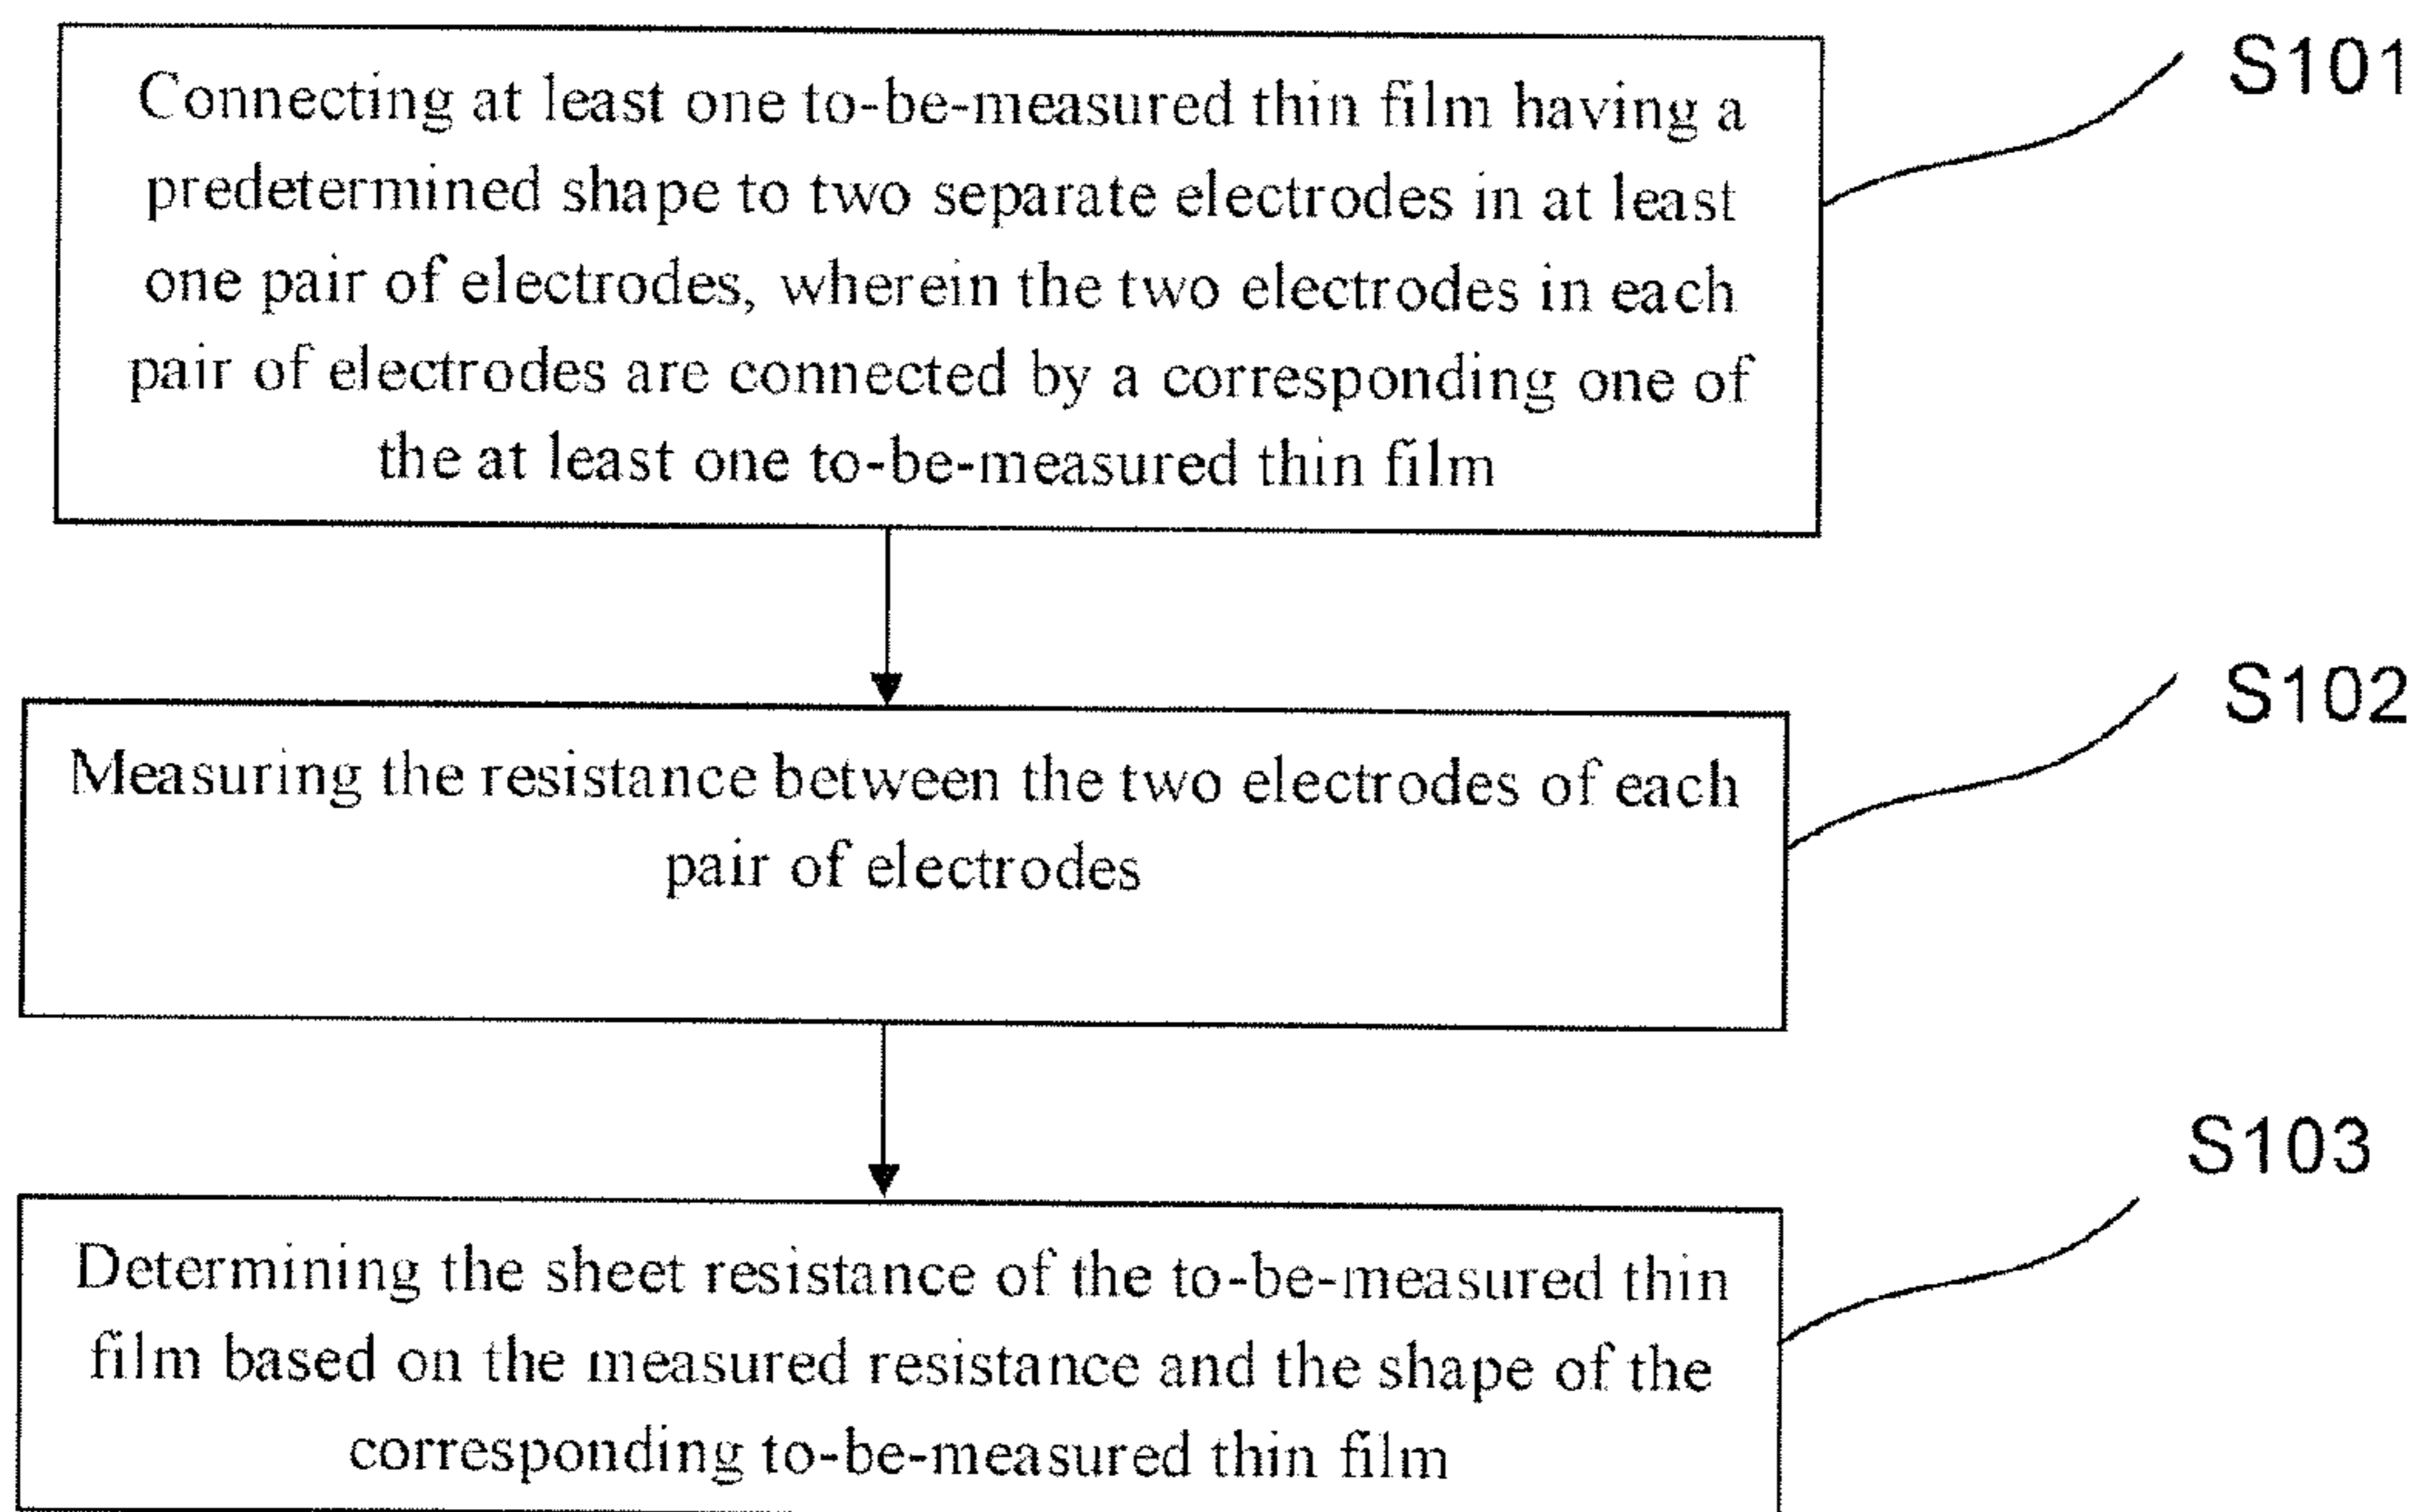 Connecting at least one to-be-measured thin film having a
predetermined shape to two separate electrodes in at least
one pair of electrodes, wherein the two electrodes in each
pair of electrodes are connected by a corresponding one of
the at least one to-be-measured thin film
S101
Measuring the resistance between the two electrodes of each
pair of electrodes
S102
Determining the sheet resistance of the to-be-measured thin
film based on the measured resistance and the shape of the
corresponding to-be-measured thin film
S103